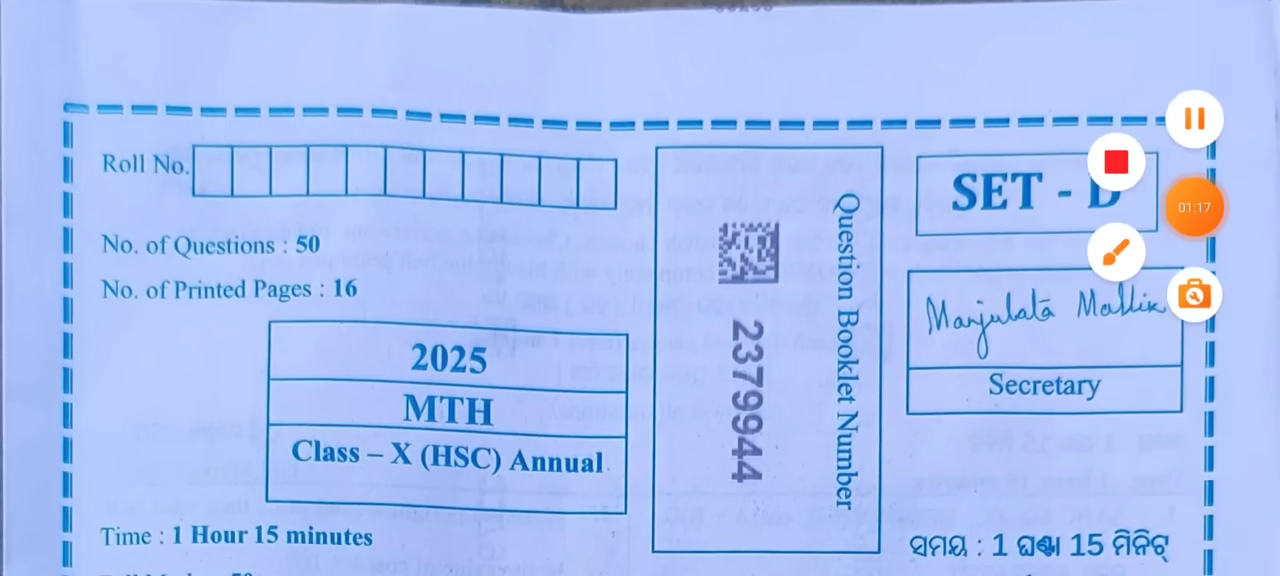 Roll No.
No. of Questions : 50
No. of Printed Pages : 16
2025
MTH
Class – X (HSC) Annual
Time : 1 Hour 15 minutes
Question Booklet Number
2379944
SET - D
01:17
Manjulata Mallik
Secretary
ସମୟ : 1 ଘଣ୍ଟା 15 ମିନିଟ୍